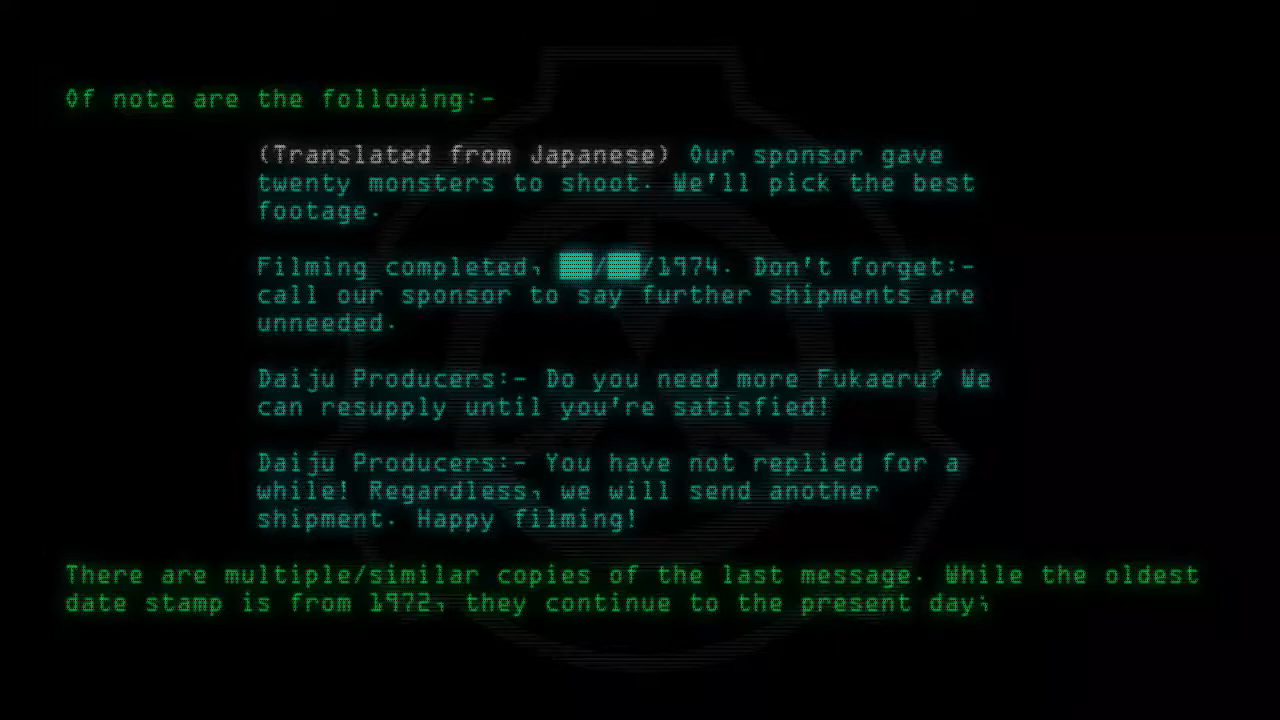 Of note are the following:-
(Translated from Japanese) Our sponsor gave
twenty monsters to shoot. We'll pick the best
footage.
Filming completed, ██/██/1974. Don't forget:-
call our sponsor to say further shipments are
unneeded.
Daiju Producers:- Do you need more Fukaeru? We
can resupply until you're satisfied!
Daiju Producers:- You have not replied for a
while! Regardless, we will send another
shipment. Happy filming!
There are multiple/similar copies of the last message. While the oldest
date stamp is from 1972, they continue to the present day;